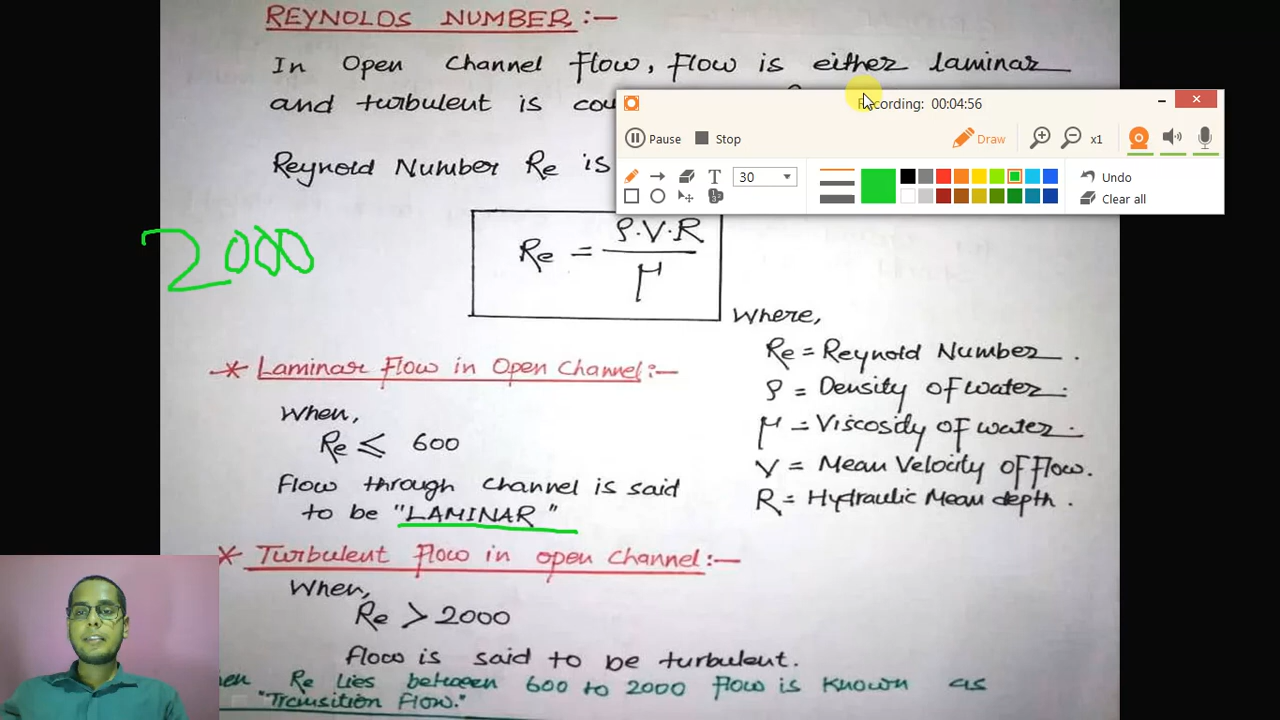 REYNOLDS NUMBER:-
In Open Channel Flow, Flow is either laminar
and turbulent is
Recording: 00:04:56
Pause Stop Draw x1
T 30 Undo
Clear all
Reynold Number Re is
2000
Re = ρ.V.R / μ
Where,
Re = Reynold Number.
ρ = Density of water.
μ = Viscosity of water.
V = Mean Velocity of Flow.
R = Hydraulic Mean depth.
* Laminar Flow in Open Channel:-
When,
Re ≤ 600
Flow through channel is said
to be "LAMINAR"
* Turbulent Flow in open channel:-
When,
Re > 2000
flow is said to be turbulent.
Re lies between 600 to 2000 flow is known as
"Transition Flow."